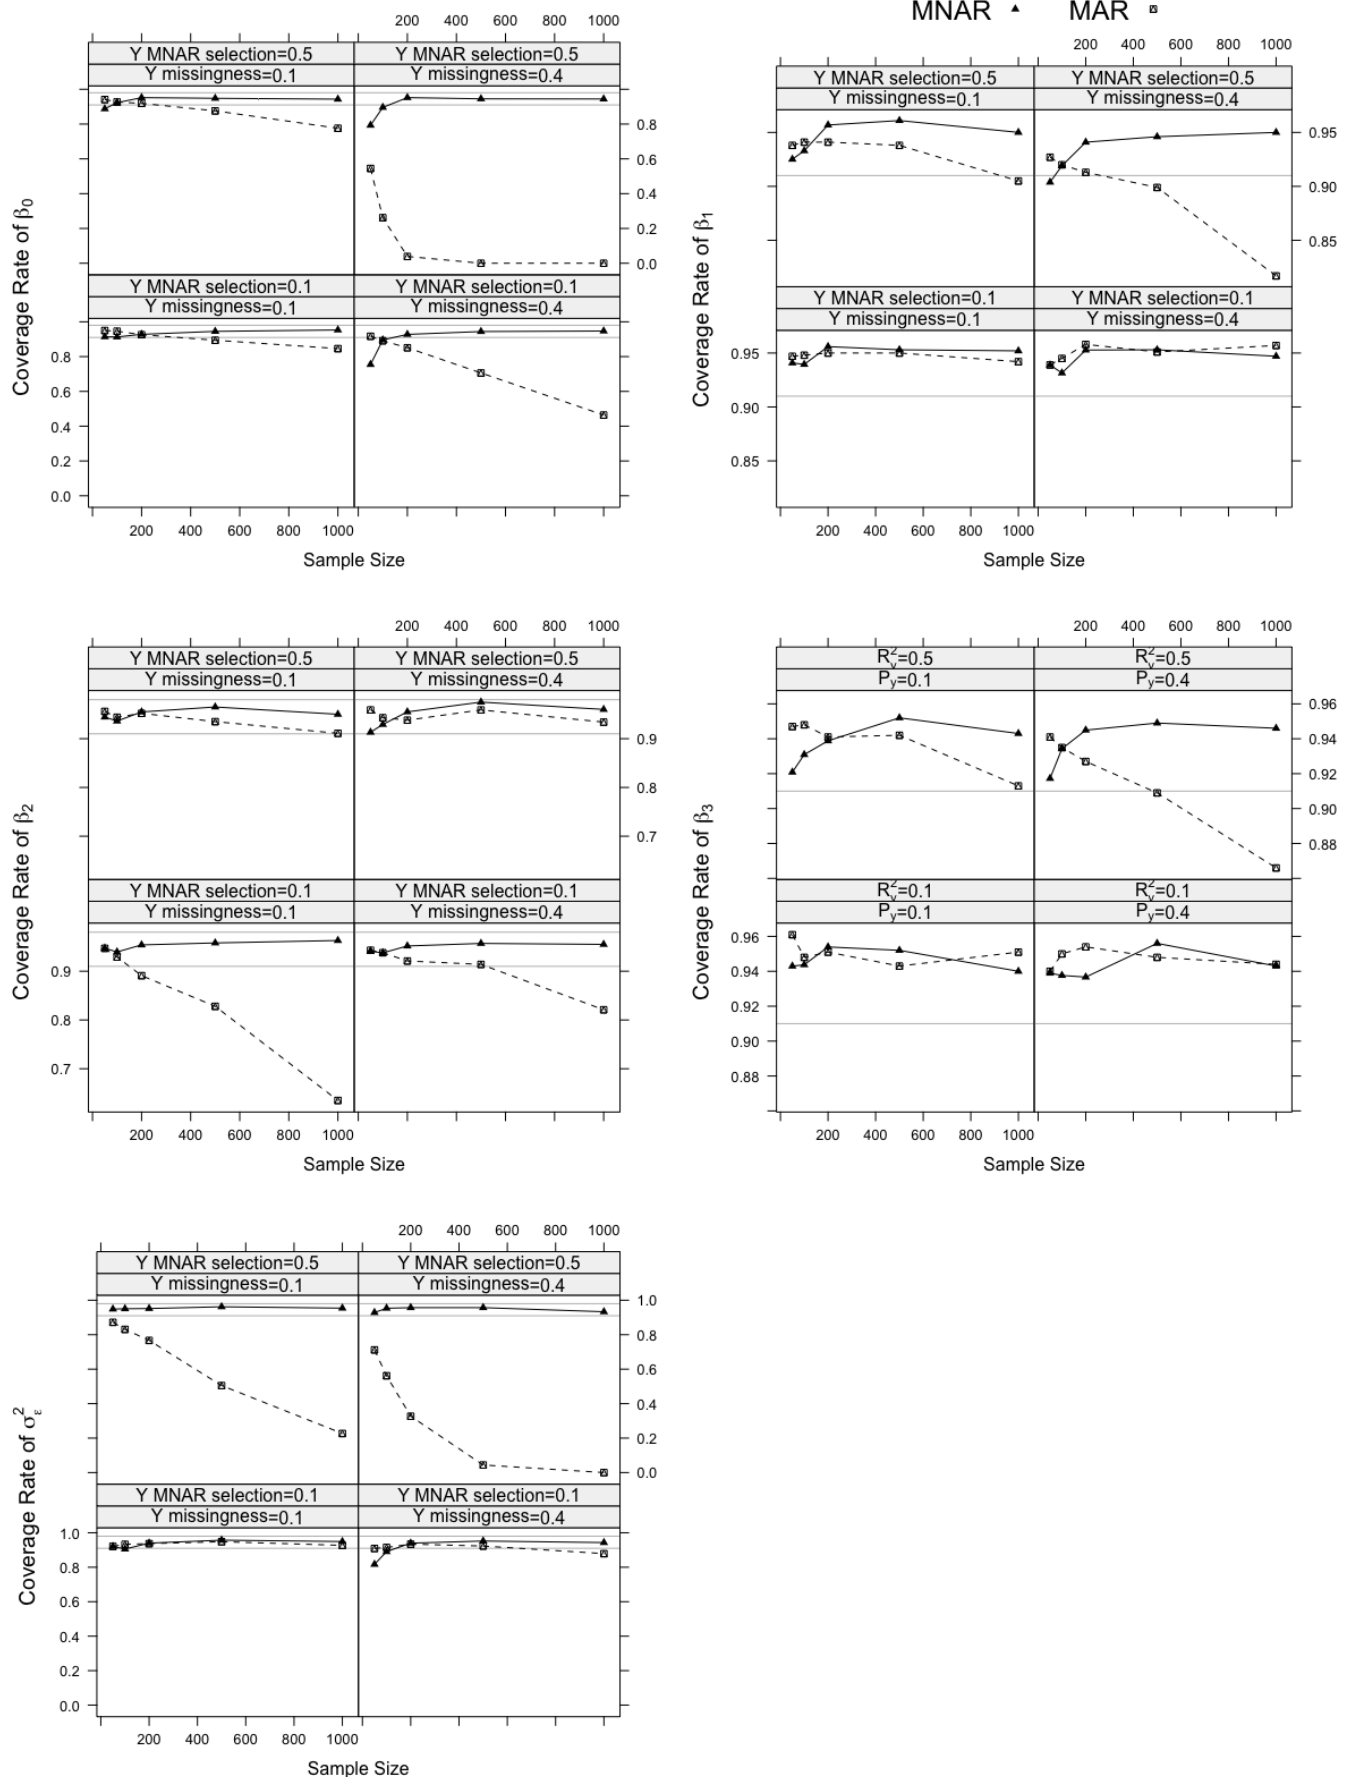 MNAR MAR
200 400 600 800 1000
Y MNAR selection=0.5 Y MNAR selection=0.5
Y missingness=0.1 Y missingness=0.4
0.8
0.6
0.4
0.2
0.0
Y MNAR selection=0.1 Y MNAR selection=0.1
Y missingness=0.1 Y missingness=0.4
0.8
0.6
0.4
0.2
0.0
200 400 600 800 1000
Sample Size
Coverage Rate of β0
200 400 600 800 1000
Y MNAR selection=0.5 Y MNAR selection=0.5
Y missingness=0.1 Y missingness=0.4
0.95
0.90
0.85
Y MNAR selection=0.1 Y MNAR selection=0.1
Y missingness=0.1 Y missingness=0.4
0.95
0.90
0.85
200 400 600 800 1000
Sample Size
Coverage Rate of β1
200 400 600 800 1000
Y MNAR selection=0.5 Y MNAR selection=0.5
Y missingness=0.1 Y missingness=0.4
0.9
0.8
0.7
Y MNAR selection=0.1 Y MNAR selection=0.1
Y missingness=0.1 Y missingness=0.4
0.9
0.8
0.7
200 400 600 800 1000
Sample Size
Coverage Rate of β2
200 400 600 800 1000
R²y=0.5 R²y=0.5
Py=0.1 Py=0.4
0.96
0.94
0.92
0.90
0.88
R²y=0.1 R²y=0.1
Py=0.1 Py=0.4
0.96
0.94
0.92
0.90
0.88
200 400 600 800 1000
Sample Size
Coverage Rate of β3
200 400 600 800 1000
Y MNAR selection=0.5 Y MNAR selection=0.5
Y missingness=0.1 Y missingness=0.4
1.0
0.8
0.6
0.4
0.2
0.0
Y MNAR selection=0.1 Y MNAR selection=0.1
Y missingness=0.1 Y missingness=0.4
1.0
0.8
0.6
0.4
0.2
0.0
200 400 600 800 1000
Sample Size
Coverage Rate of σ²ε